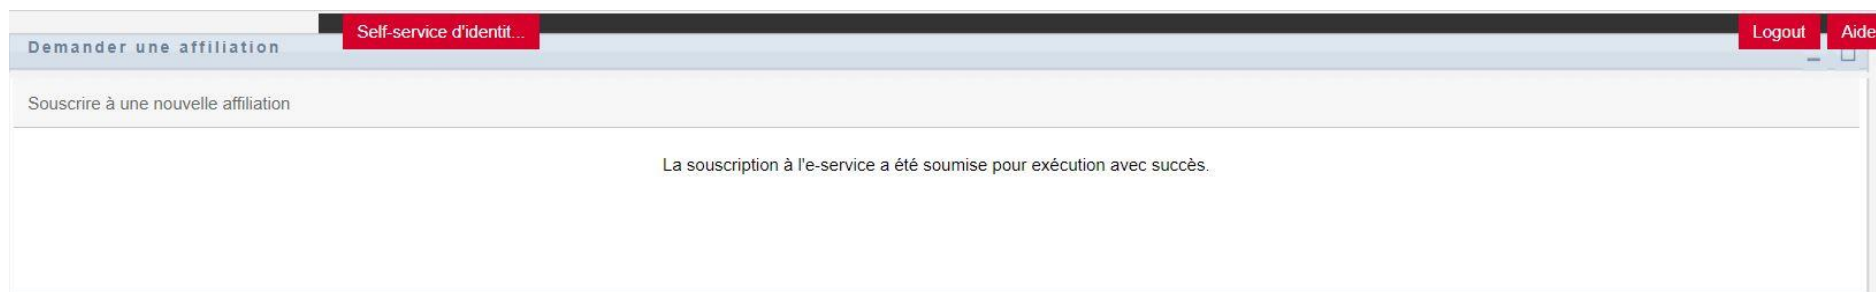 Self-service d'identit...
Logout
Aide
Demander une affiliation
Souscrire à une nouvelle affiliation
La souscription à l'e-service a été soumise pour exécution avec succès.